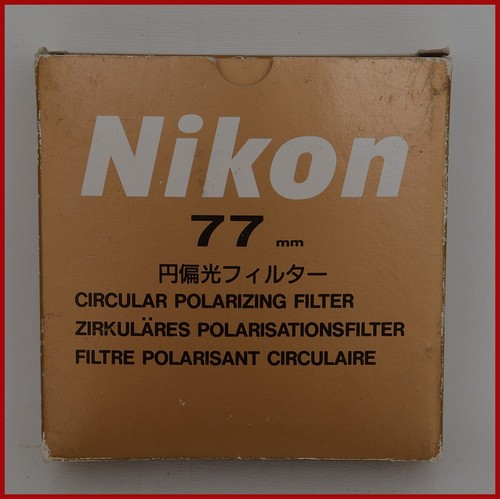 Nikon
77 mm
円偏光フィルター
CIRCULAR POLARIZING FILTER
ZIRKULÄRES POLARISATIONSFILTER
FILTRE POLARISANT CIRCULAIRE